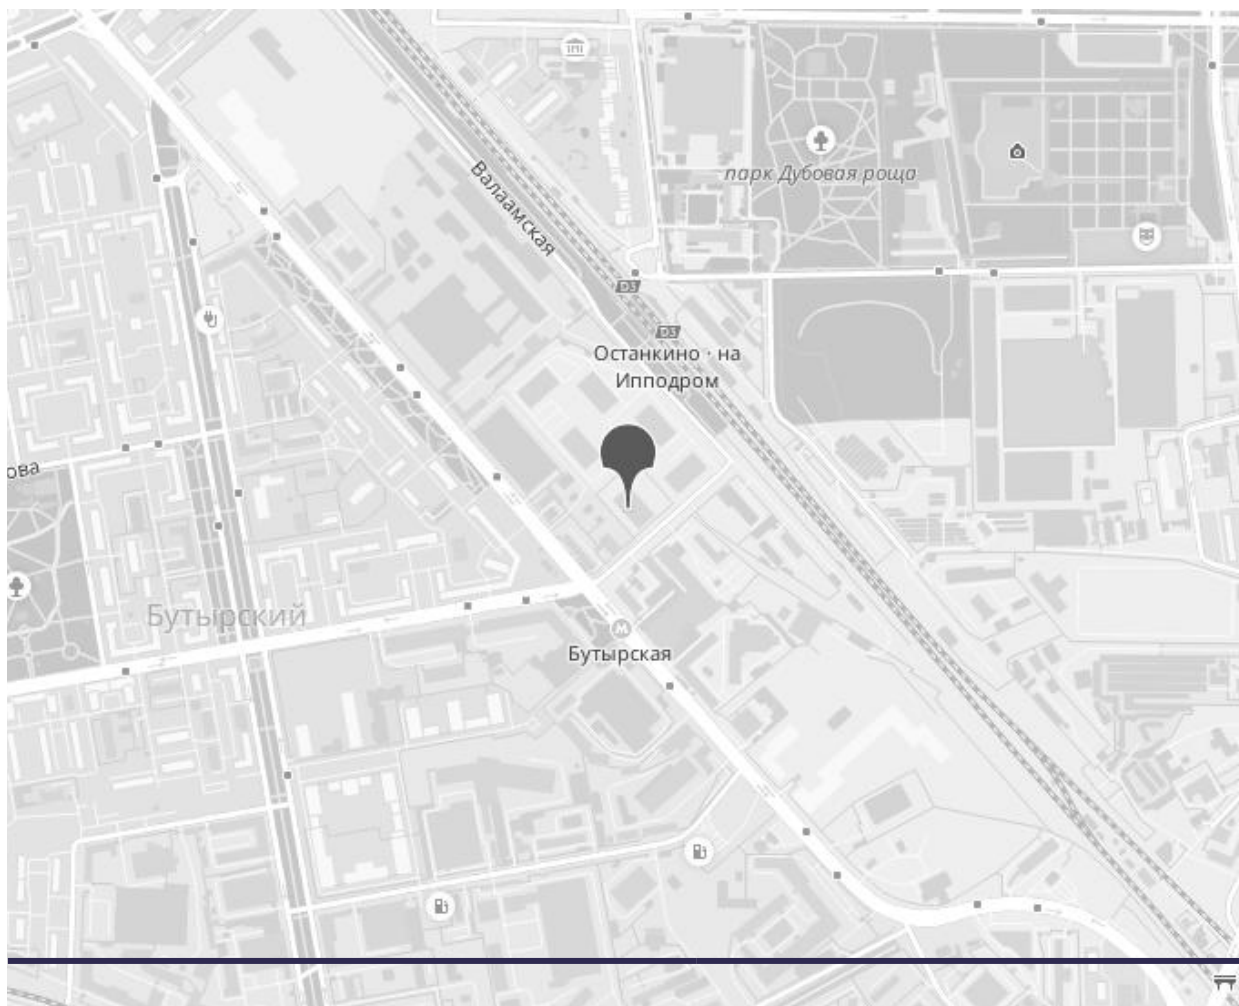 Валаамская
парк Дубовая роща
D3
D3
Останкино · на
Ипподром
ова
Бутырский
М
Бутырская